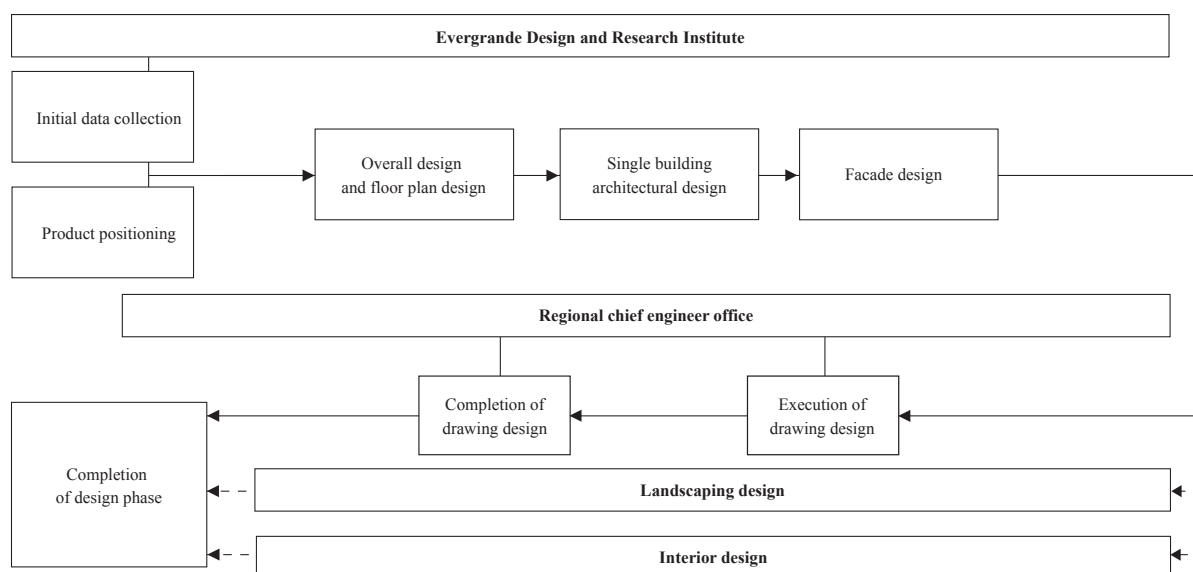 Evergrande Design and Research Institute
Initial data collection
Product positioning
Overall design
and floor plan design
Single building
architectural design
Facade design
Regional chief engineer office
Completion of
drawing design
Execution of
drawing design
Completion
of design phase
Landscaping design
Interior design